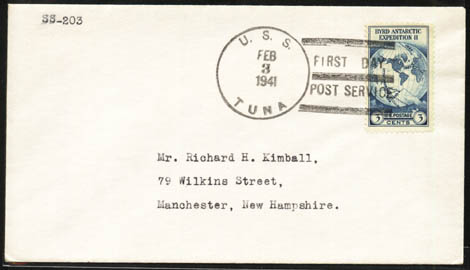 SS-203
U. S. S.
FEB
3
1941
TUNA
FIRST DAY
POST SERVICE
BYRD ANTARCTIC
EXPEDITION II
3 U.S. POSTAGE 3
CENTS
Mr. Richard H. Kimball,
79 Wilkins Street,
Manchester, New Hampshire.